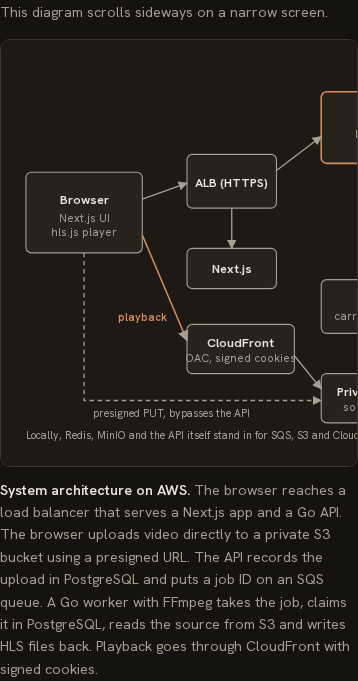 This diagram scrolls sideways on a narrow screen.
Browser
Next.js UI
hls.js player
ALB (HTTPS)
Next.js
playback
CloudFront
OAC, signed cookies
carr
Priv
so
presigned PUT, bypasses the API
Locally, Redis, MinIO and the API itself stand in for SQS, S3 and Clou
System architecture on AWS. The browser reaches a
load balancer that serves a Next.js app and a Go API.
The browser uploads video directly to a private S3
bucket using a presigned URL. The API records the
upload in PostgreSQL and puts a job ID on an SQS
queue. A Go worker with FFmpeg takes the job, claims
it in PostgreSQL, reads the source from S3 and writes
HLS files back. Playback goes through CloudFront with
signed cookies.